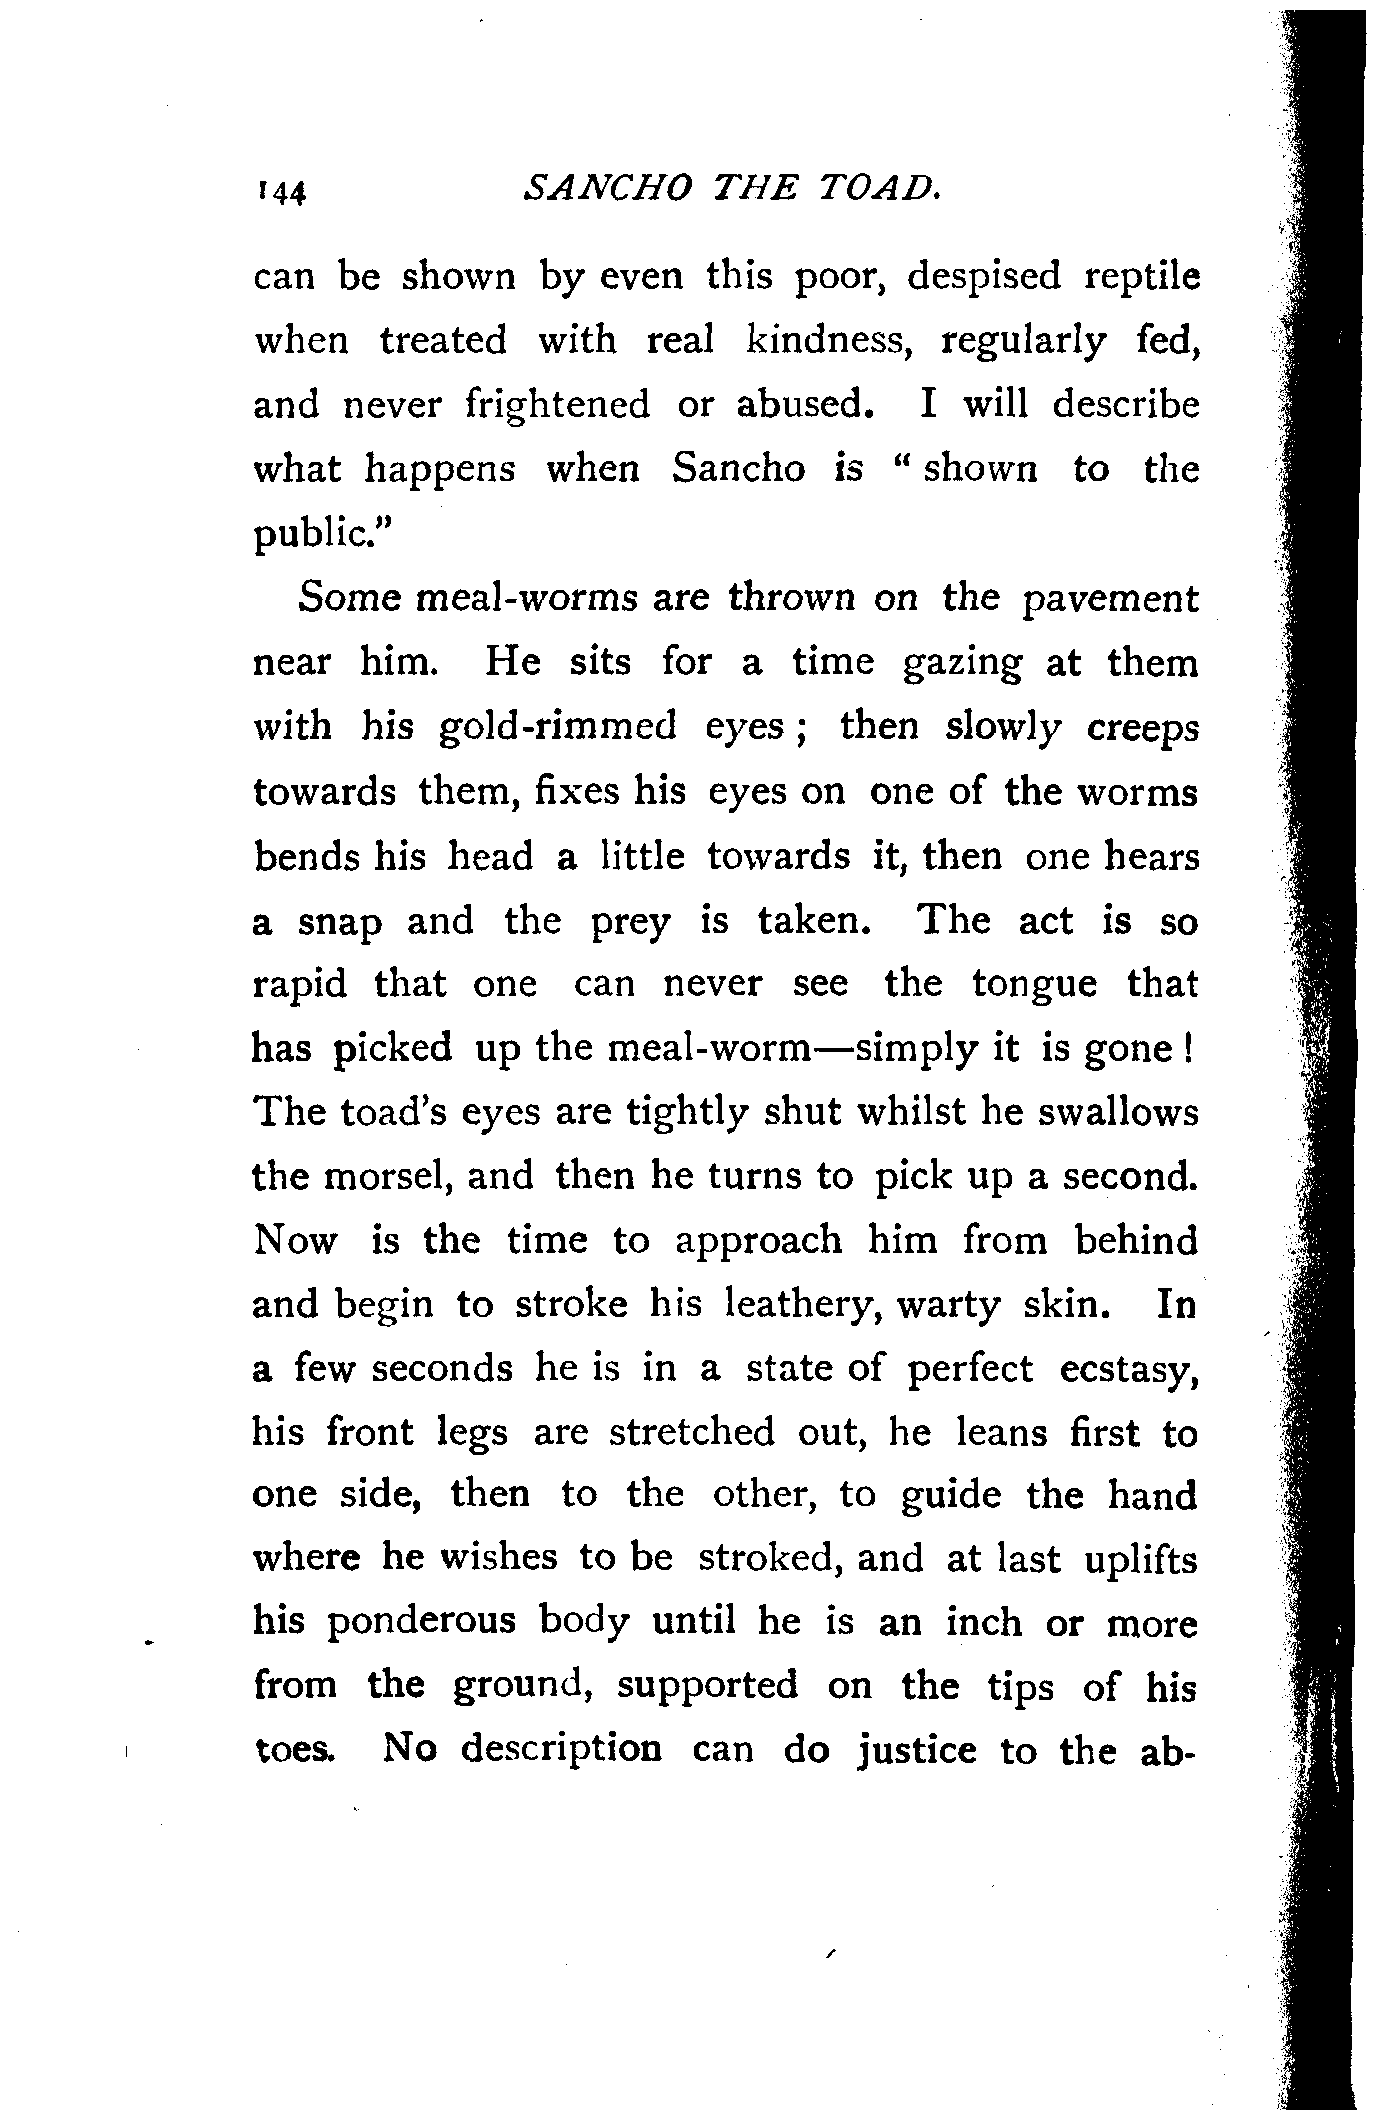 144 SANCHO THE TOAD.
can be shown by even this poor, despised reptile
when treated with real kindness, regularly fed,
and never frightened or abused. I will describe
what happens when Sancho is “ shown to the
public.”
Some meal-worms are thrown on the pavement
near him. He sits for a time gazing at them
with his gold-rimmed eyes ; then slowly creeps
towards them, fixes his eyes on one of the worms
bends his head a little towards it, then one hears
a snap and the prey is taken. The act is so
rapid that one can never see the tongue that
has picked up the meal-worm—simply it is gone !
The toad’s eyes are tightly shut whilst he swallows
the morsel, and then he turns to pick up a second.
Now is the time to approach him from behind
and begin to stroke his leathery, warty skin. In
a few seconds he is in a state of perfect ecstasy,
his front legs are stretched out, he leans first to
one side, then to the other, to guide the hand
where he wishes to be stroked, and at last uplifts
his ponderous body until he is an inch or more
from the ground, supported on the tips of his
toes. No description can do justice to the ab-